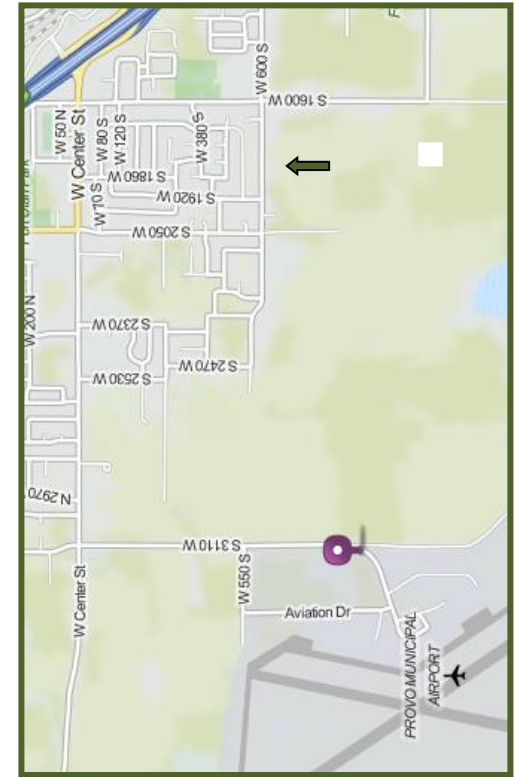 W 600 S
S 1600 W
W 50 N
W Center St
W 80 S
W 120 S
W 380 S
S 1860 W
S 1920 W
W 70 S
S 2050 W
W 200 N
S 2370 W
S 2470 W
S 2530 W
N 2970
S 3110 W
W 550 S
W Center St
Aviation Dr
PROVO MUNICIPAL
AIRPORT